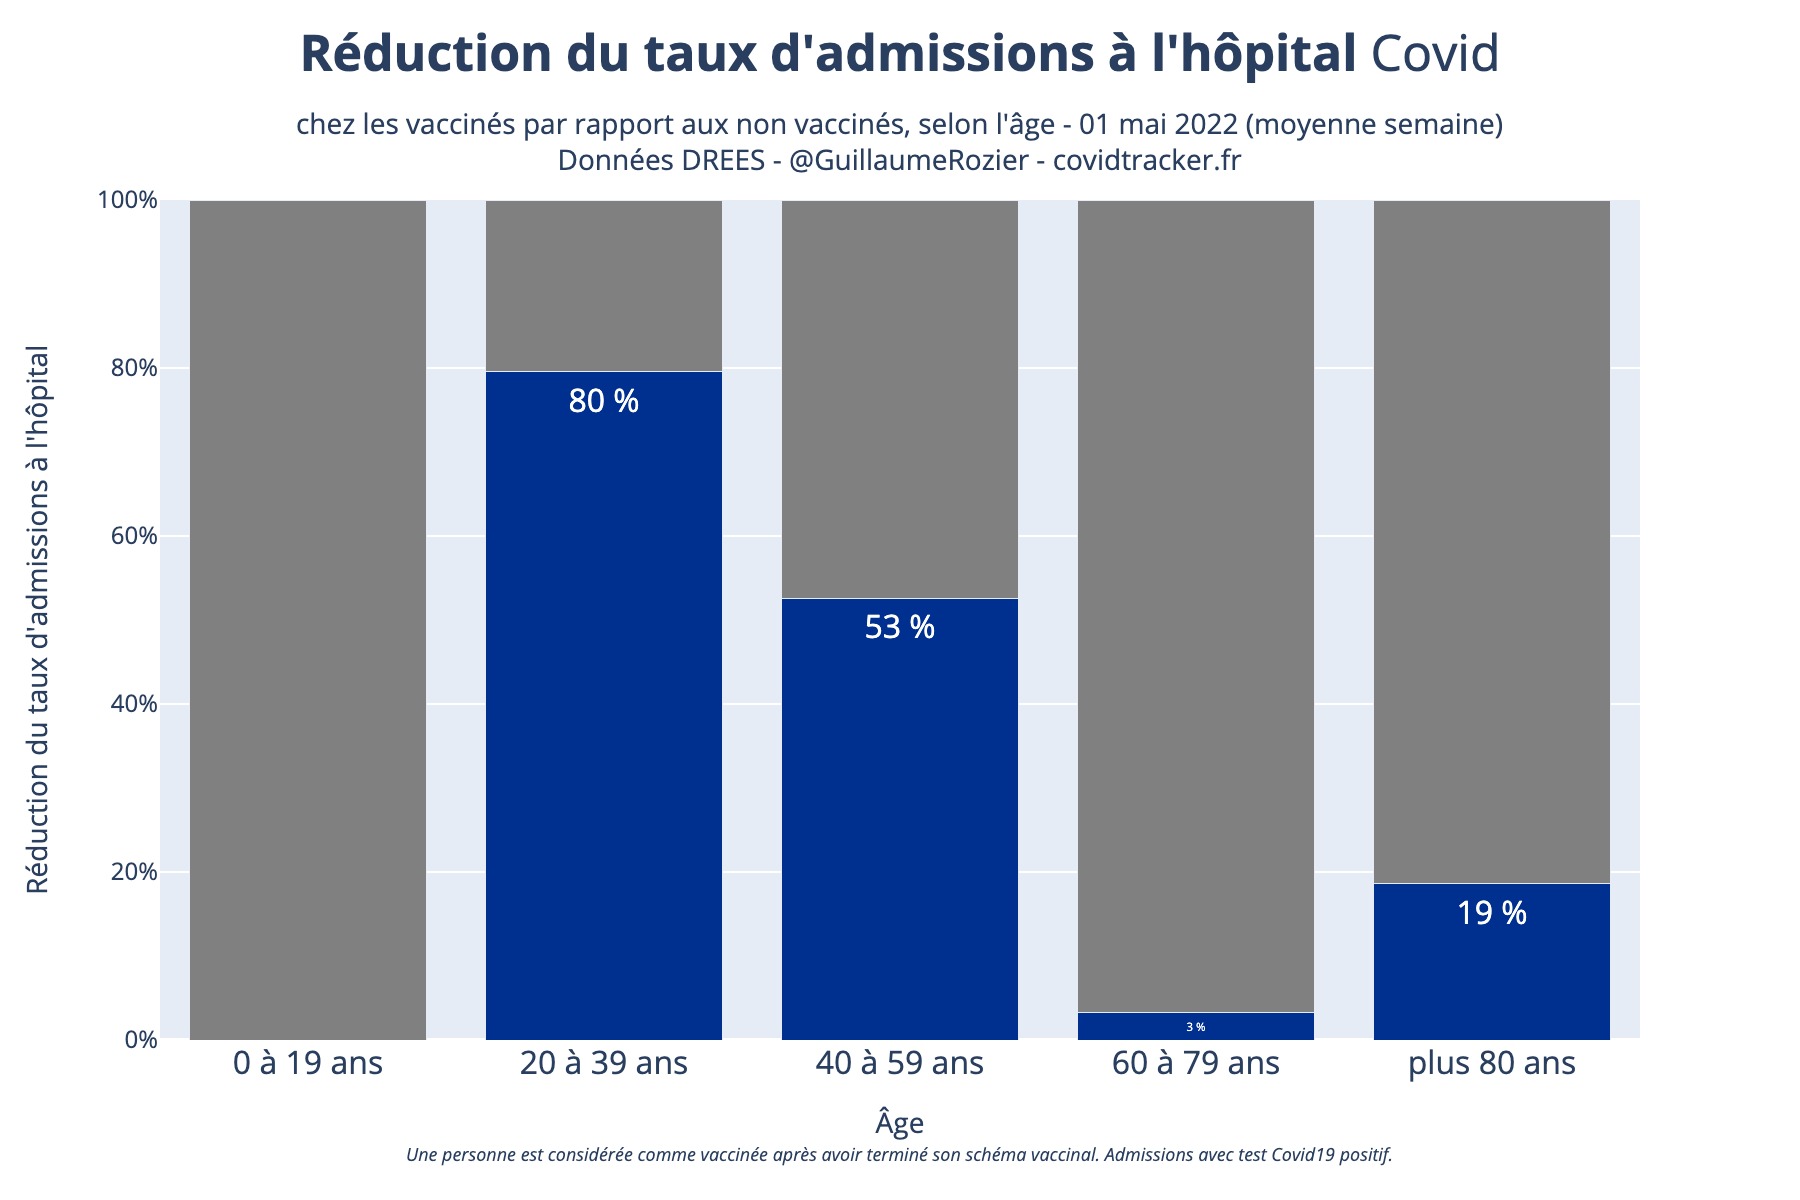 Réduction du taux d'admissions à l'hôpital Covid
chez les vaccinés par rapport aux non vaccinés, selon l'âge - 01 mai 2022 (moyenne semaine)
Données DREES - @GuillaumeRozier - covidtracker.fr
Réduction du taux d'admissions à l'hôpital
100%
80%
60%
40%
20%
0%
80 %
53 %
3 %
19 %
0 à 19 ans
20 à 39 ans
40 à 59 ans
60 à 79 ans
plus 80 ans
Âge
Une personne est considérée comme vaccinée après avoir terminé son schéma vaccinal. Admissions avec test Covid19 positif.